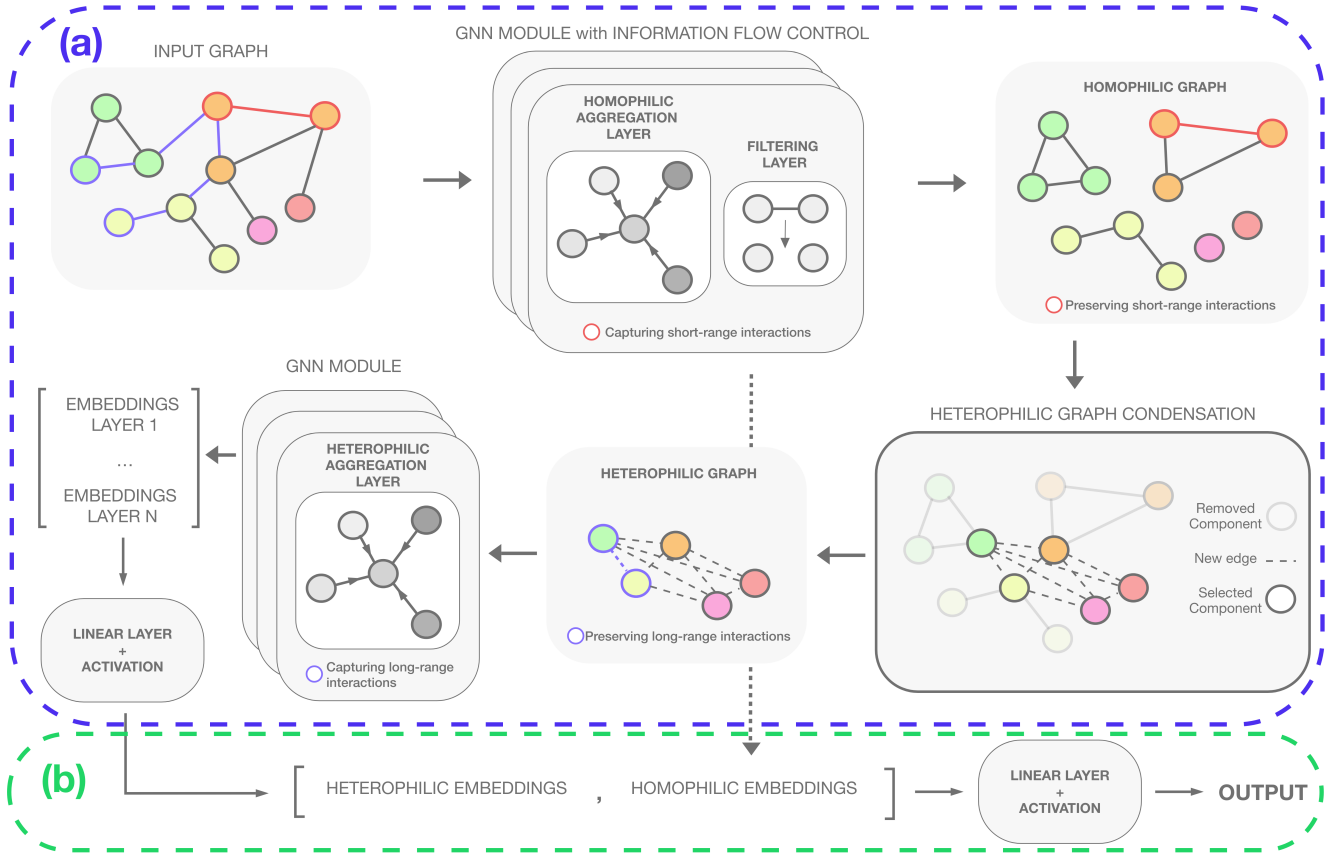 (a)
INPUT GRAPH
GNN MODULE with INFORMATION FLOW CONTROL
HOMOPHILIC
AGGREGATION
LAYER
FILTERING
LAYER
Capturing short-range interactions
HOMOPHILIC GRAPH
Preserving short-range interactions
HETEROPHILIC GRAPH CONDENSATION
Removed
Component
New edge
Selected
Component
HETEROPHILIC GRAPH
Preserving long-range interactions
GNN MODULE
HETEROPHILIC
AGGREGATION
LAYER
Capturing long-range
interactions
EMBEDDINGS
LAYER 1
...
EMBEDDINGS
LAYER N
LINEAR LAYER
+
ACTIVATION
(b)
HETEROPHILIC EMBEDDINGS , HOMOPHILIC EMBEDDINGS
LINEAR LAYER
+
ACTIVATION
OUTPUT